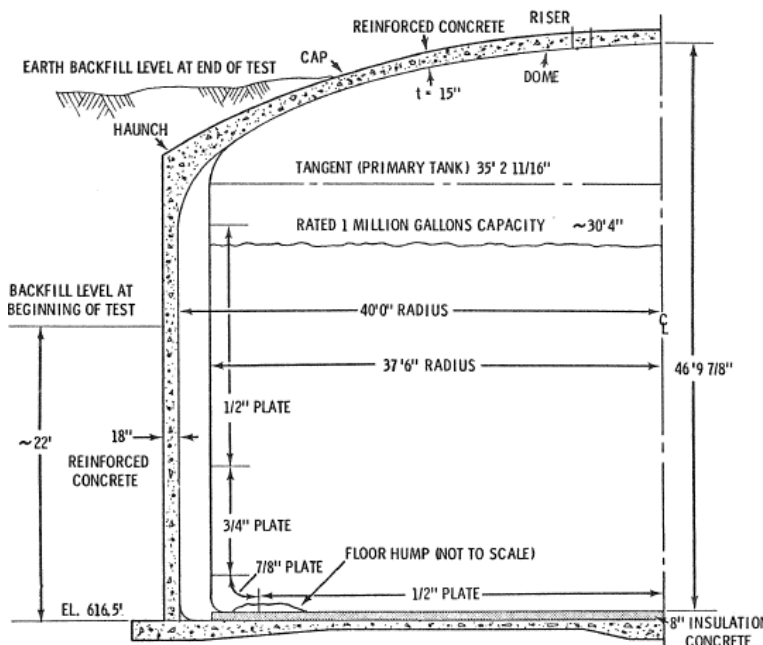 RISER
REINFORCED CONCRETE
CAP
EARTH BACKFILL LEVEL AT END OF TEST
DOME
t = 15"
HAUNCH
TANGENT (PRIMARY TANK) 35' 2 11/16"
RATED 1 MILLION GALLONS CAPACITY ~30'4"
BACKFILL LEVEL AT
BEGINNING OF TEST
40'0" RADIUS
CL
37'6" RADIUS
46'9 7/8"
1/2" PLATE
~22'
18"
REINFORCED
CONCRETE
3/4" PLATE
FLOOR HUMP (NOT TO SCALE)
7/8" PLATE
1/2" PLATE
EL. 616.5'
8" INSULATION
CONCRETE